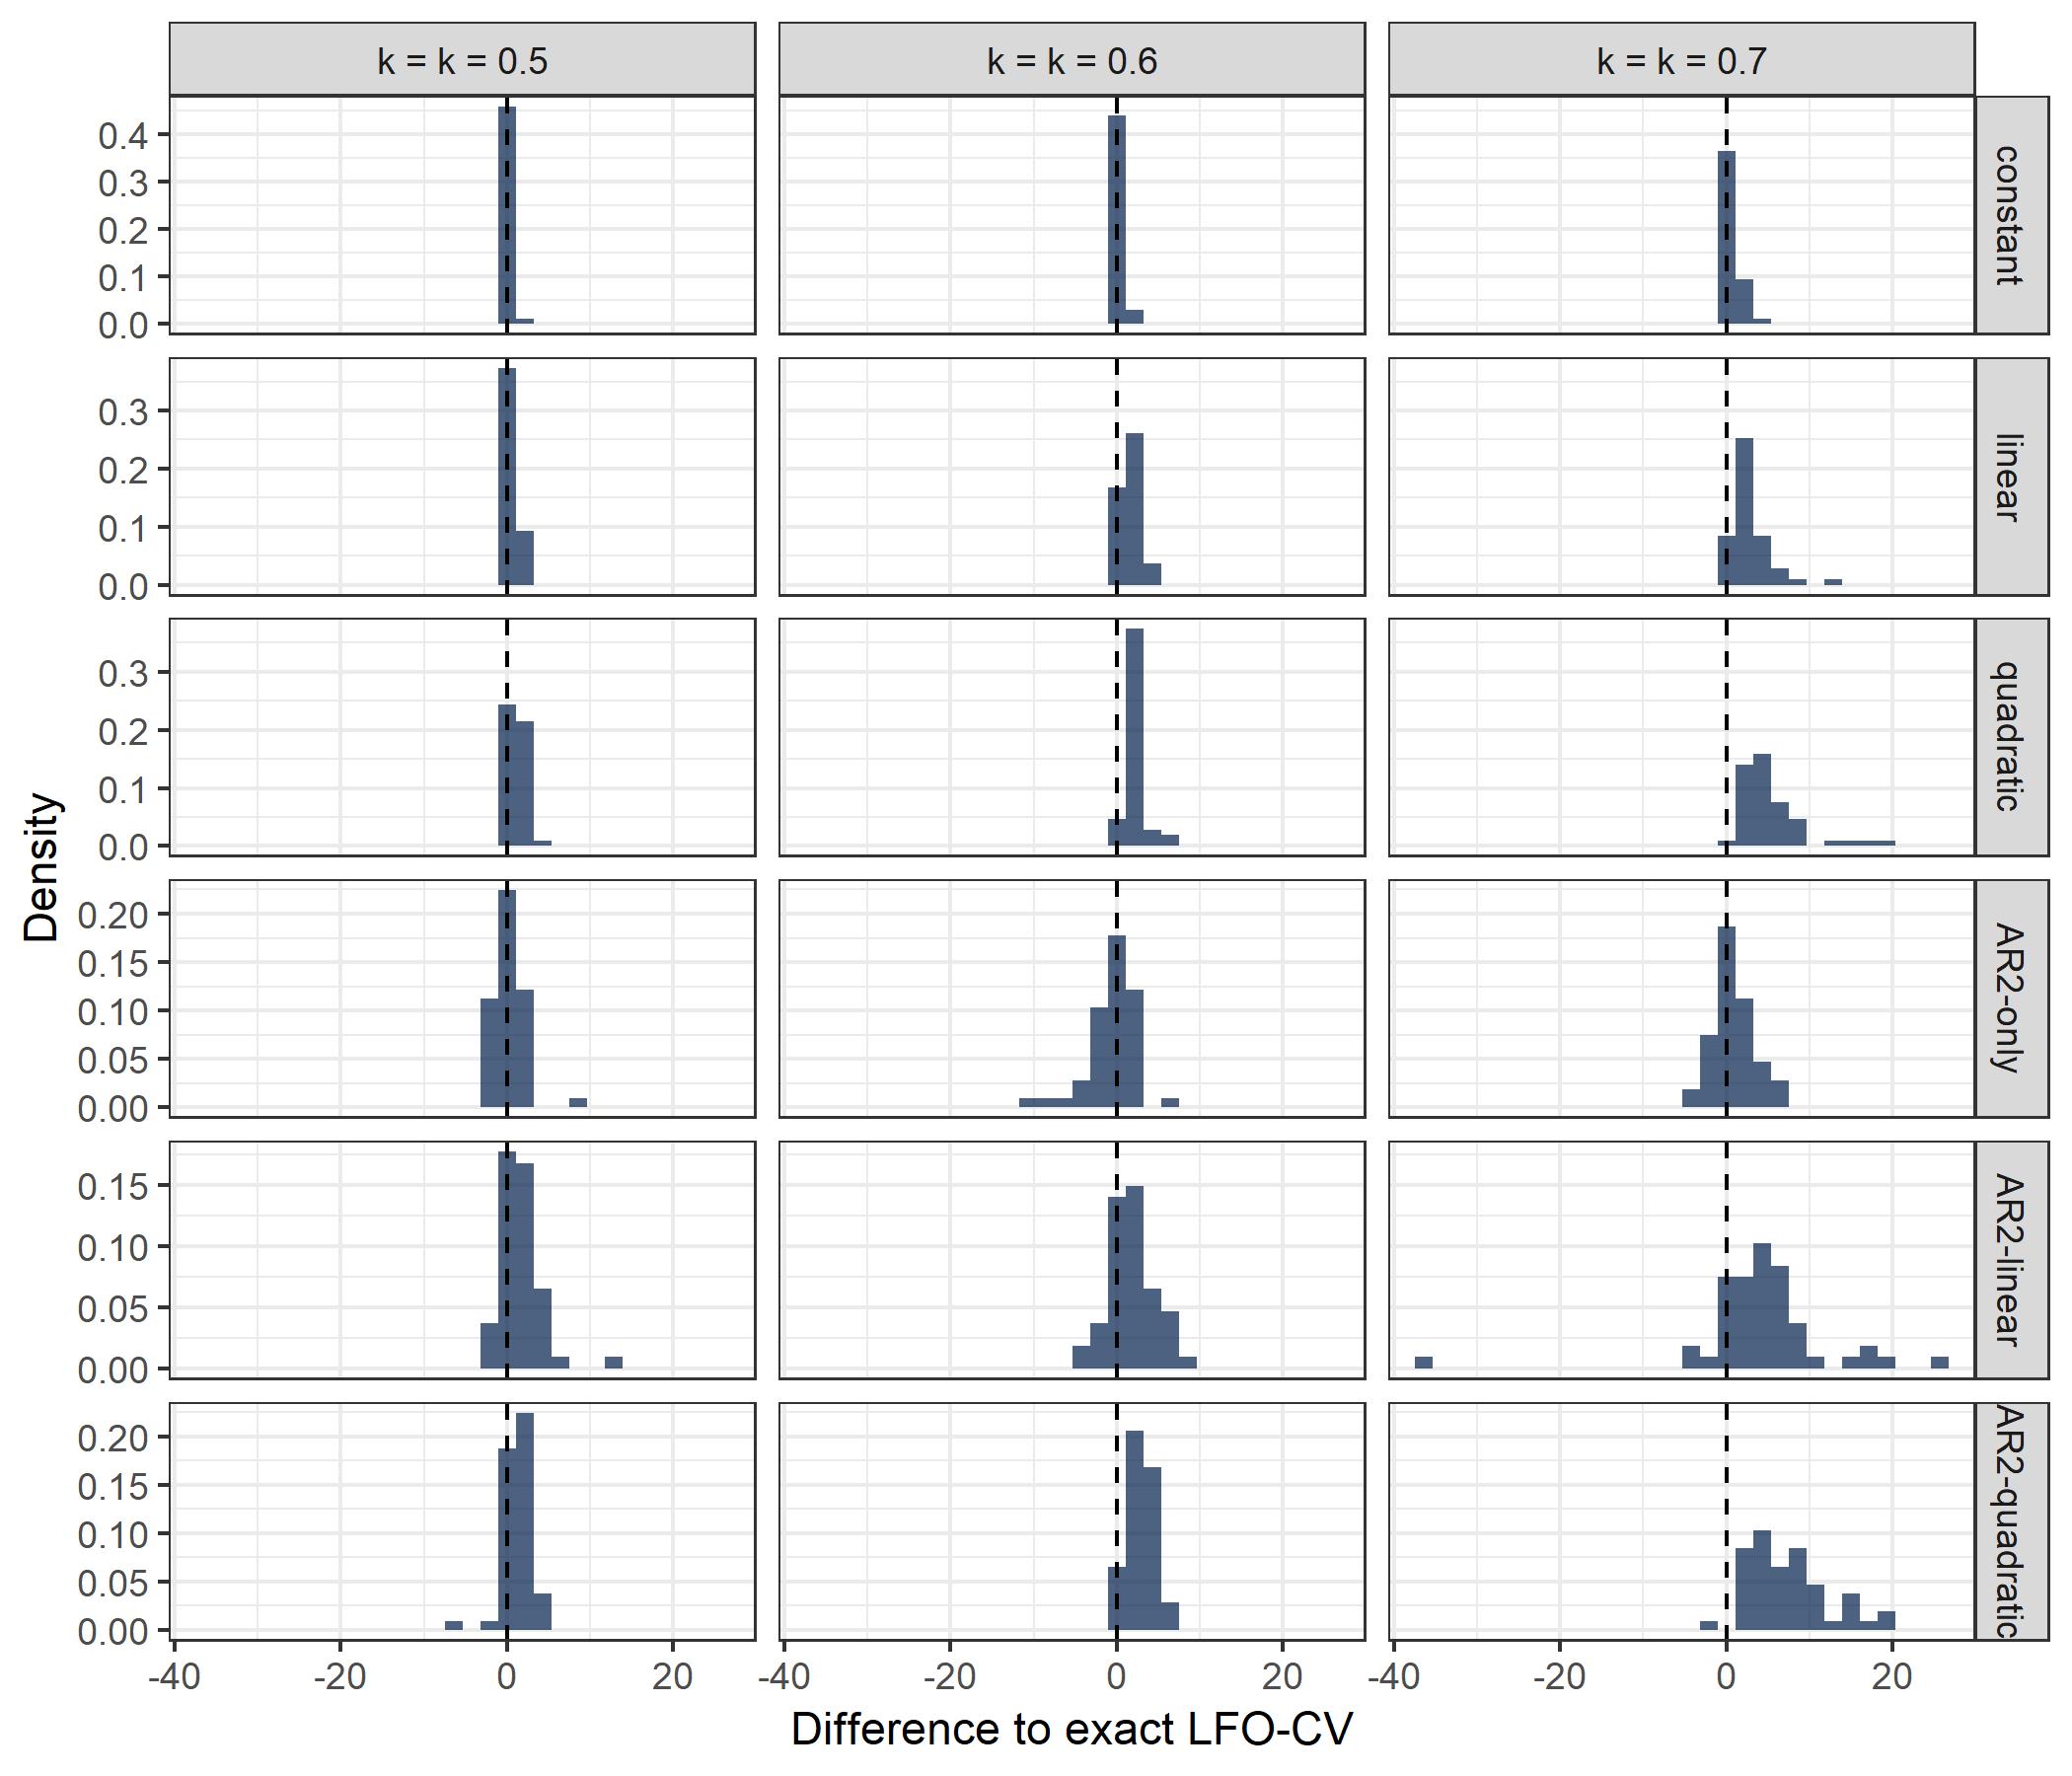 k = k = 0.5
k = k = 0.6
k = k = 0.7
0.4
0.3
0.2
0.1
0.0
constant
0.3
0.2
0.1
0.0
linear
0.3
0.2
0.1
0.0
quadratic
0.20
0.15
0.10
0.05
0.00
AR2-only
0.15
0.10
0.05
0.00
AR2-linear
0.20
0.15
0.10
0.05
0.00
AR2-quadratic
Density
-40 -20 0 20 -40 -20 0 20 -40 -20 0 20
Difference to exact LFO-CV